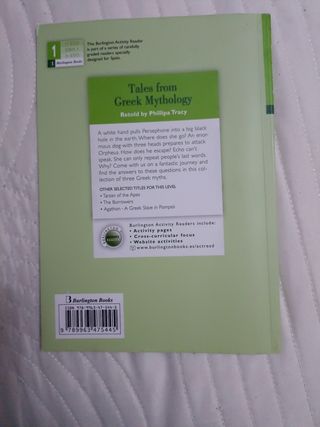 1
1 Burlington Books
The Burlington Activity Reader
is part of a series of carefully
graded readers specially
designed for Spain.
Tales from
Greek Mythology
Retold by Phillipa Tracy
A white hand pulls Persephone into a big black
hole in the earth. Where does she go? An enor-
mous dog with three heads prepares to attack
Orpheus. How does he escape? Echo can't
speak. She can only repeat people's last words.
Why? Come with us on a fantastic journey and
find the answers to these questions in this col-
lection of three Greek myths.
OTHER SELECTED TITLES FOR THIS LEVEL
• Tarzan of the Apes
• The Borrowers
• Agathon - A Greek Slave in Pompeii
Burlington Activity Readers include:
• Activity pages
• Cross-curricular focus
• Website activities
www.burlingtonbooks.es/actread
Burlington Books
9 789963 475445